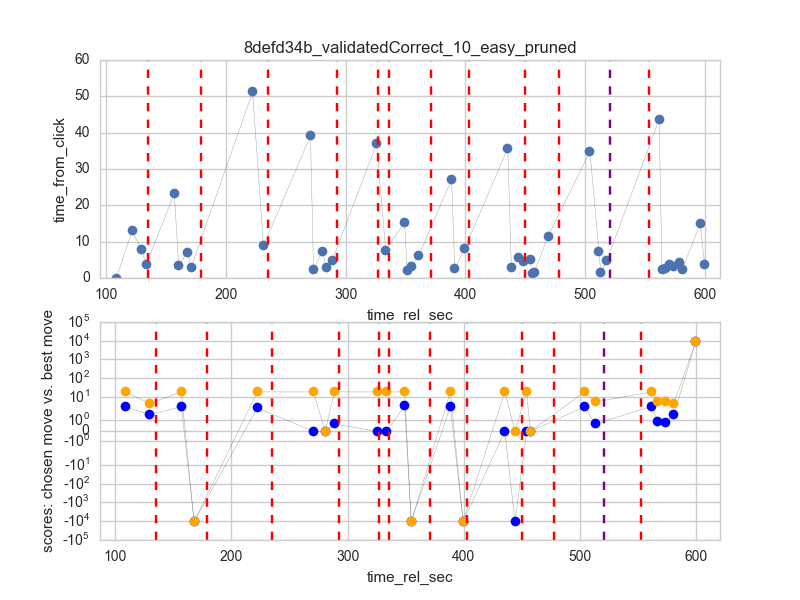 8defd34b_validatedCorrect_10_easy_pruned
60
50
40
30
20
10
0
time_from_click
100 200 300 400 500 600
time_rel_sec
10^5
10^4
10^3
10^2
10^1
10^0
0
-10^0
-10^1
-10^2
-10^3
-10^4
-10^5
scores: chosen move vs. best move
100 200 300 400 500 600
time_rel_sec